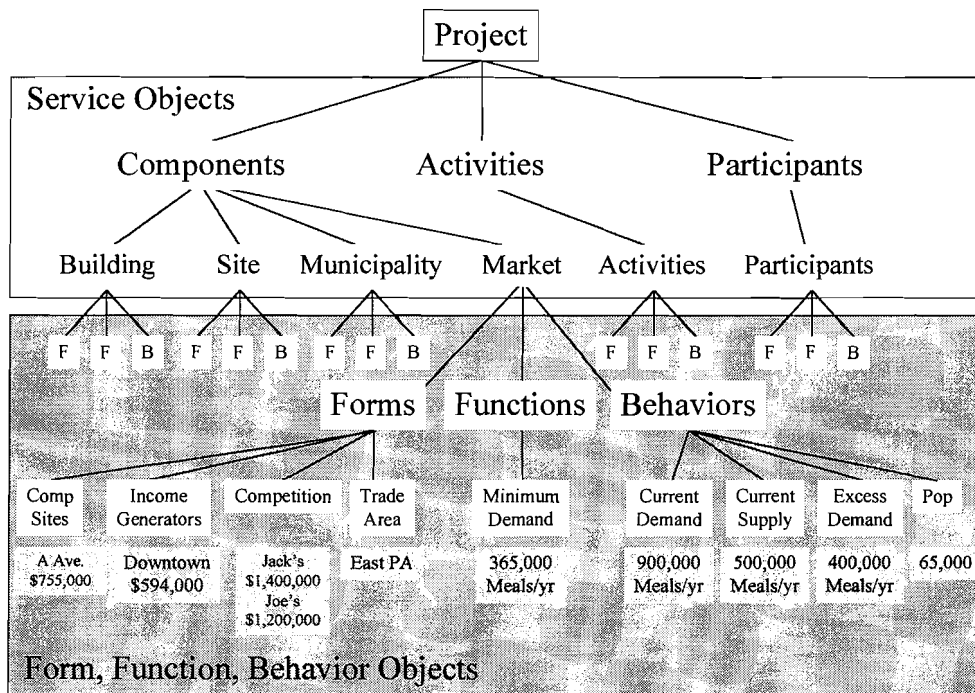 Project
Service Objects
Components Activities Participants
Building Site Municipality Market Activities Participants
F F B F F B F F B F F B F F B
Forms Functions Behaviors
Comp Sites
Income Generators
Competition
Trade Area
Minimum Demand
Current Demand
Current Supply
Excess Demand
Pop
A Ave.
$755,000
Downtown
$594,000
Jack's
$1,400,000
Joe's
$1,200,000
East PA
365,000
Meals/yr
900,000
Meals/yr
500,000
Meals/yr
400,000
Meals/yr
65,000
Form, Function, Behavior Objects